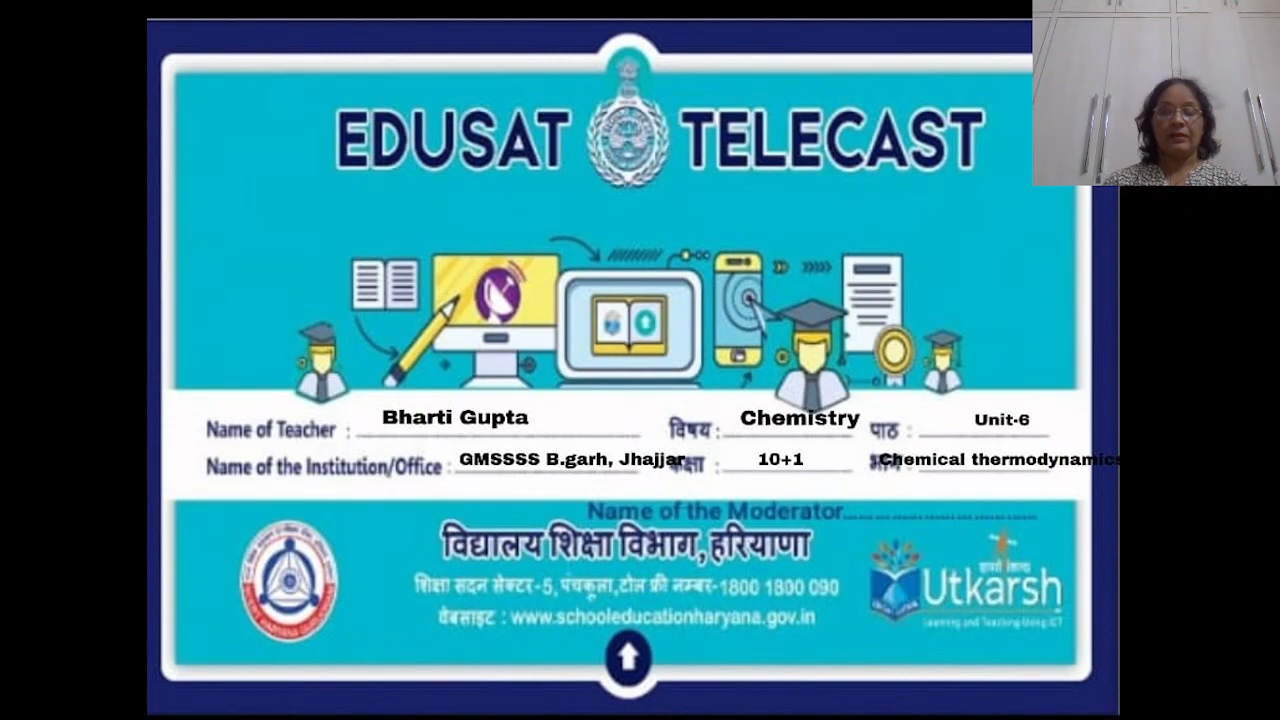 EDUSAT TELECAST
Name of Teacher : Bharti Gupta विषय : Chemistry पाठ : Unit-6
Name of the Institution/Office : GMSSSS B.garh, Jhajjar कक्षा : 10+1 Chemical thermodynamics
Name of the Moderator
विद्यालय शिक्षा विभाग, हरियाणा
शिक्षा सदन सेक्टर-5, पंचकूला,टोल फ्री नम्बर-1800 1800 090
वेबसाइट : www.schooleducationharyana.gov.in
Utkarsh
Learning and Teaching Using ICT